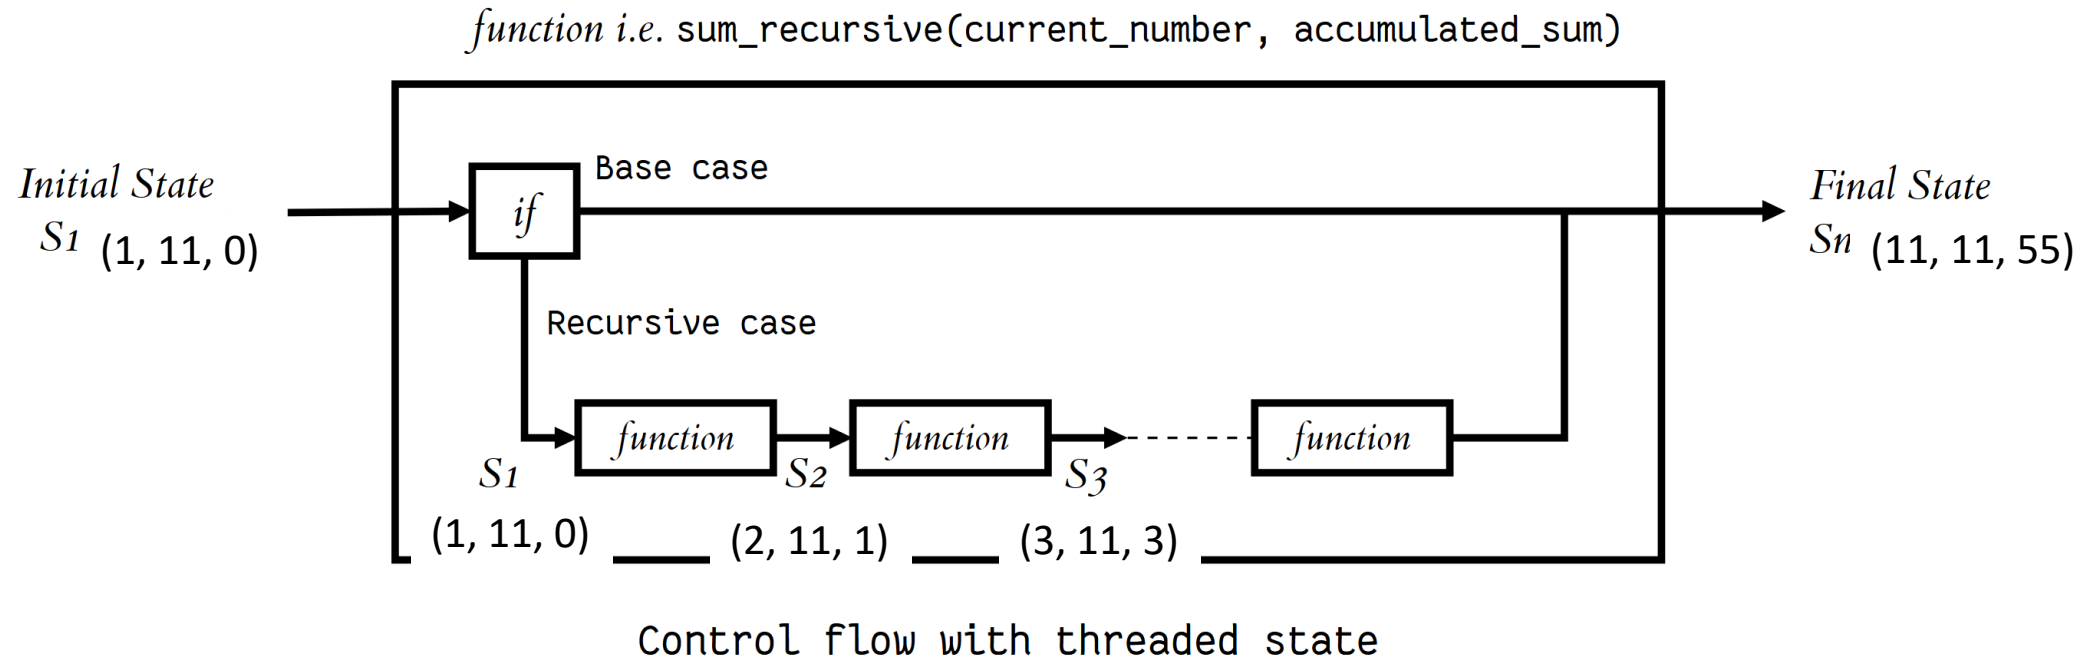 function i.e. sum_recursive(current_number, accumulated_sum)
Base case
Initial State
S1 (1, 11, 0)
if
Final State
Sn (11, 11, 55)
Recursive case
function
function
function
S1
S2
S3
(1, 11, 0)
(2, 11, 1)
(3, 11, 3)
Control flow with threaded state